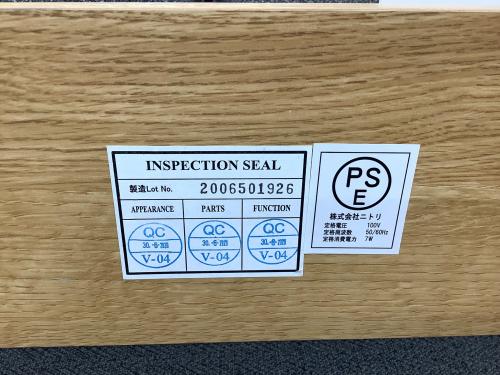 INSPECTION SEAL
製造Lot No. 2006501926
APPEARANCE PARTS FUNCTION
QC QC QC
V-04 V-04 V-04
PS
E
株式会社ニトリ
定格電圧 100V
定格周波数 50/60Hz
定格消費電力 7W